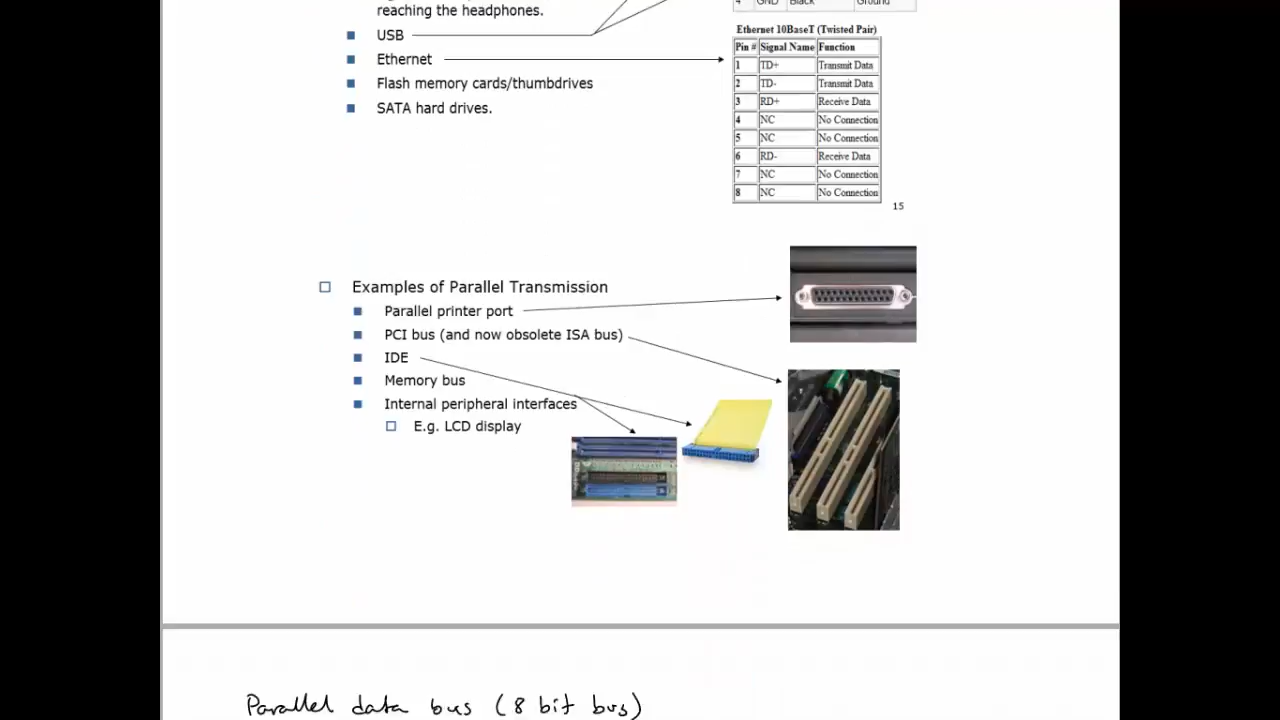 reaching the headphones.
USB
Ethernet
Flash memory cards/thumbdrives
SATA hard drives.
4 GND Black Ground
Ethernet 10BaseT (Twisted Pair)
Pin # Signal Name Function
1 TD+ Transmit Data
2 TD- Transmit Data
3 RD+ Receive Data
4 NC No Connection
5 NC No Connection
6 RD- Receive Data
7 NC No Connection
8 NC No Connection
15
Examples of Parallel Transmission
Parallel printer port
PCI bus (and now obsolete ISA bus)
IDE
Memory bus
Internal peripheral interfaces
E.g. LCD display
Parallel data bus (8 bit bus)